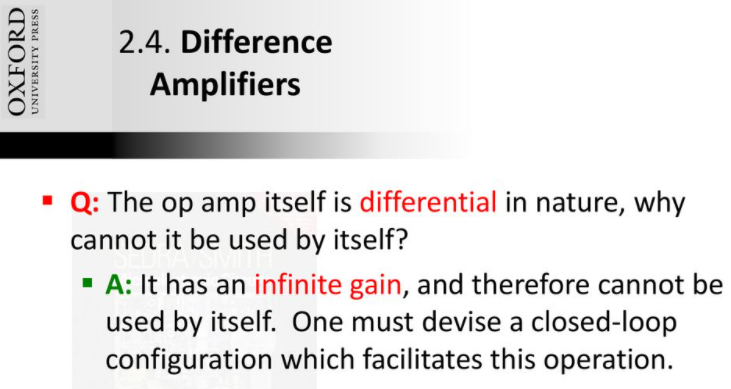 OXFORD
UNIVERSITY PRESS
2.4. Difference
Amplifiers
Q: The op amp itself is differential in nature, why
cannot it be used by itself?
SEDRA/SMITH
A: It has an infinite gain, and therefore cannot be
used by itself.  One must devise a closed-loop
configuration which facilitates this operation.